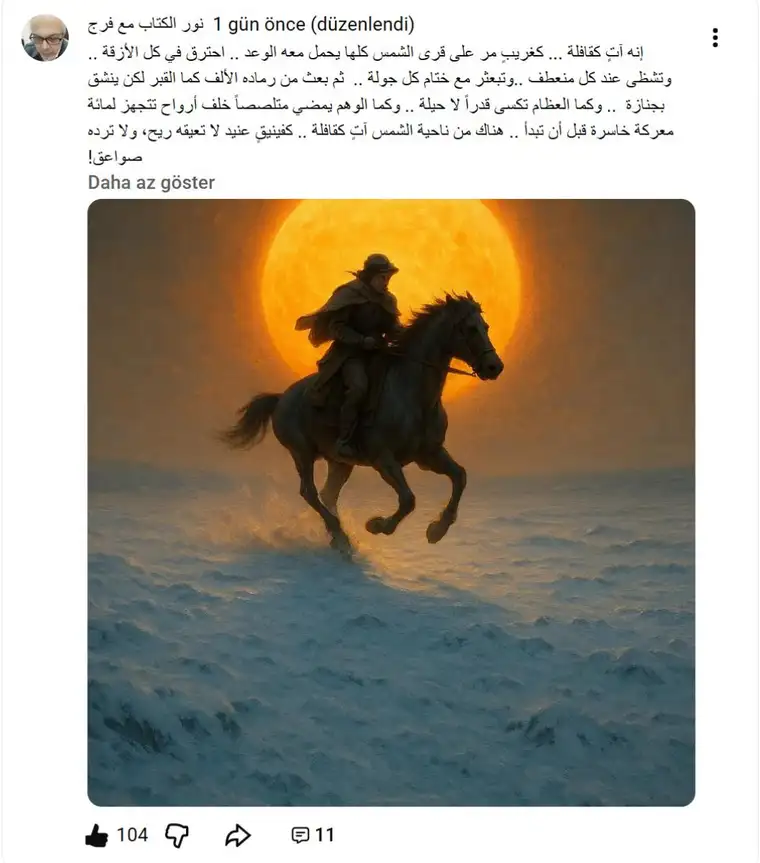 نور الكتاب مع فرج 1 gün önce (düzenlendi)
إنه آتٍ كقافلة ... كغريبٍ مر على قرى الشمس كلها يحمل معه الوعد .. احترق في كل الأزقة ..
وتشظى عند كل منعطف ..وتبعثر مع ختام كل جولة .. ثم بعث من رماده الألف كما القبر لكن ينشق
بجنازة .. وكما العظام تكسى قدراً لا حيلة .. وكما الوهم يمضي متلصصاً خلف أرواح تتجهز لمائة
معركة خاسرة قبل أن تبدأ .. هناك من ناحية الشمس آتٍ كقافلة .. كفينيقٍ عنيد لا تعيقه ريح، ولا ترده
صواعق!
Daha az göster
104 11